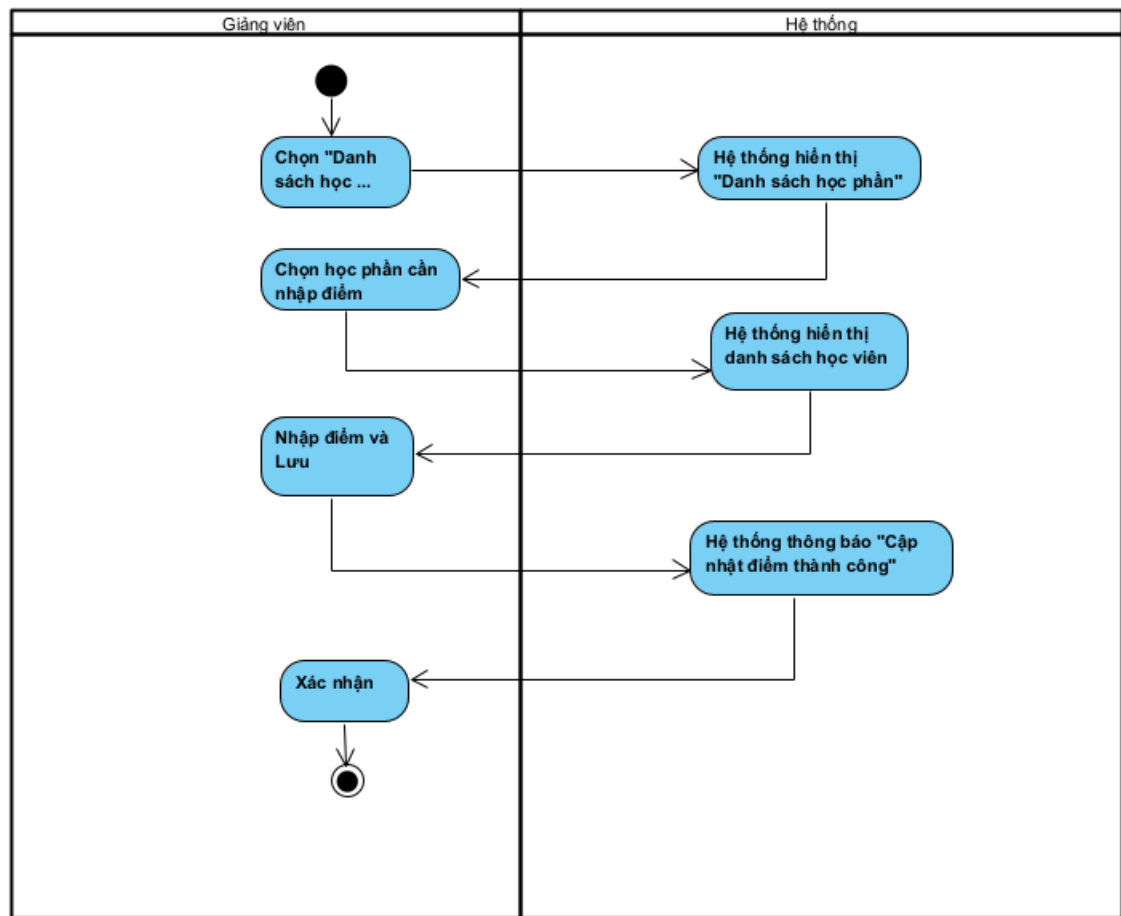 Giảng viên
Hệ thống
Chọn "Danh
sách học ...
Hệ thống hiển thị
"Danh sách học phần"
Chọn học phần cần
nhập điểm
Hệ thống hiển thị
danh sách học viên
Nhập điểm và
Lưu
Hệ thống thông báo "Cập
nhật điểm thành công"
Xác nhận